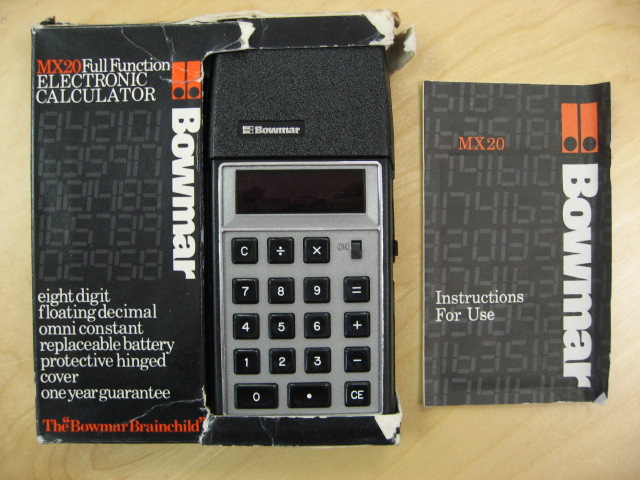 MX20 Full Function
ELECTRONIC
CALCULATOR
Bowmar
eight digit
floating decimal
omni constant
replaceable battery
protective hinged
cover
one year guarantee
The "Bowmar Brainchild"
Bowmar
C ÷ × ON
7 8 9 =
4 5 6 +
1 2 3 −
0 • CE
MX20
Bowmar
Instructions
For Use